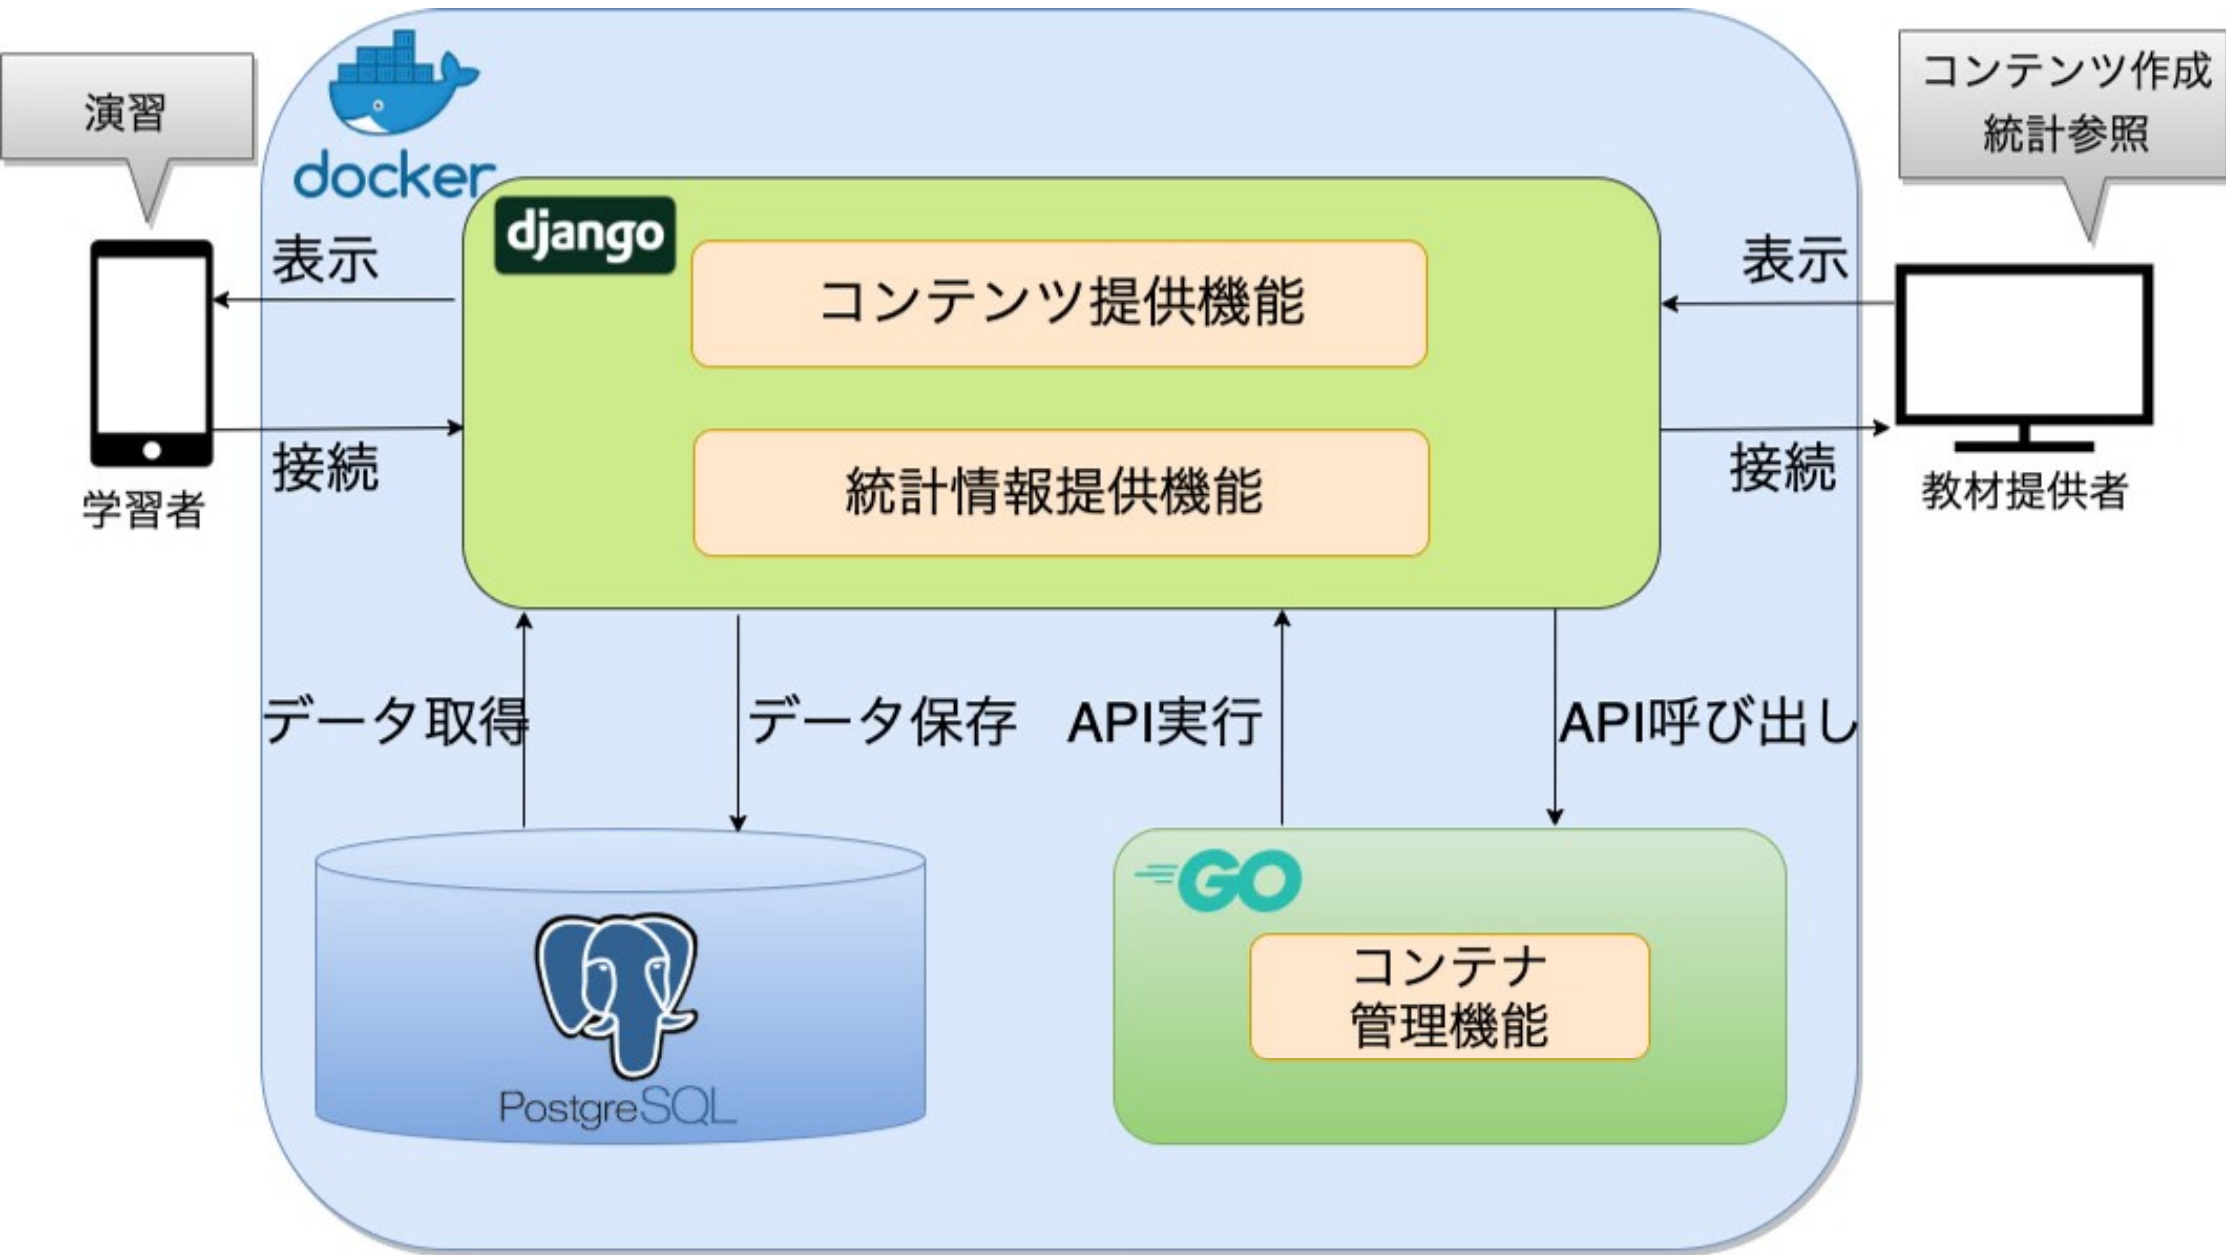 演習
コンテンツ作成
統計参照
docker
django
コンテンツ提供機能
統計情報提供機能
表示
接続
学習者
表示
接続
教材提供者
データ取得
データ保存
API実行
API呼び出し
PostgreSQL
GO
コンテナ
管理機能